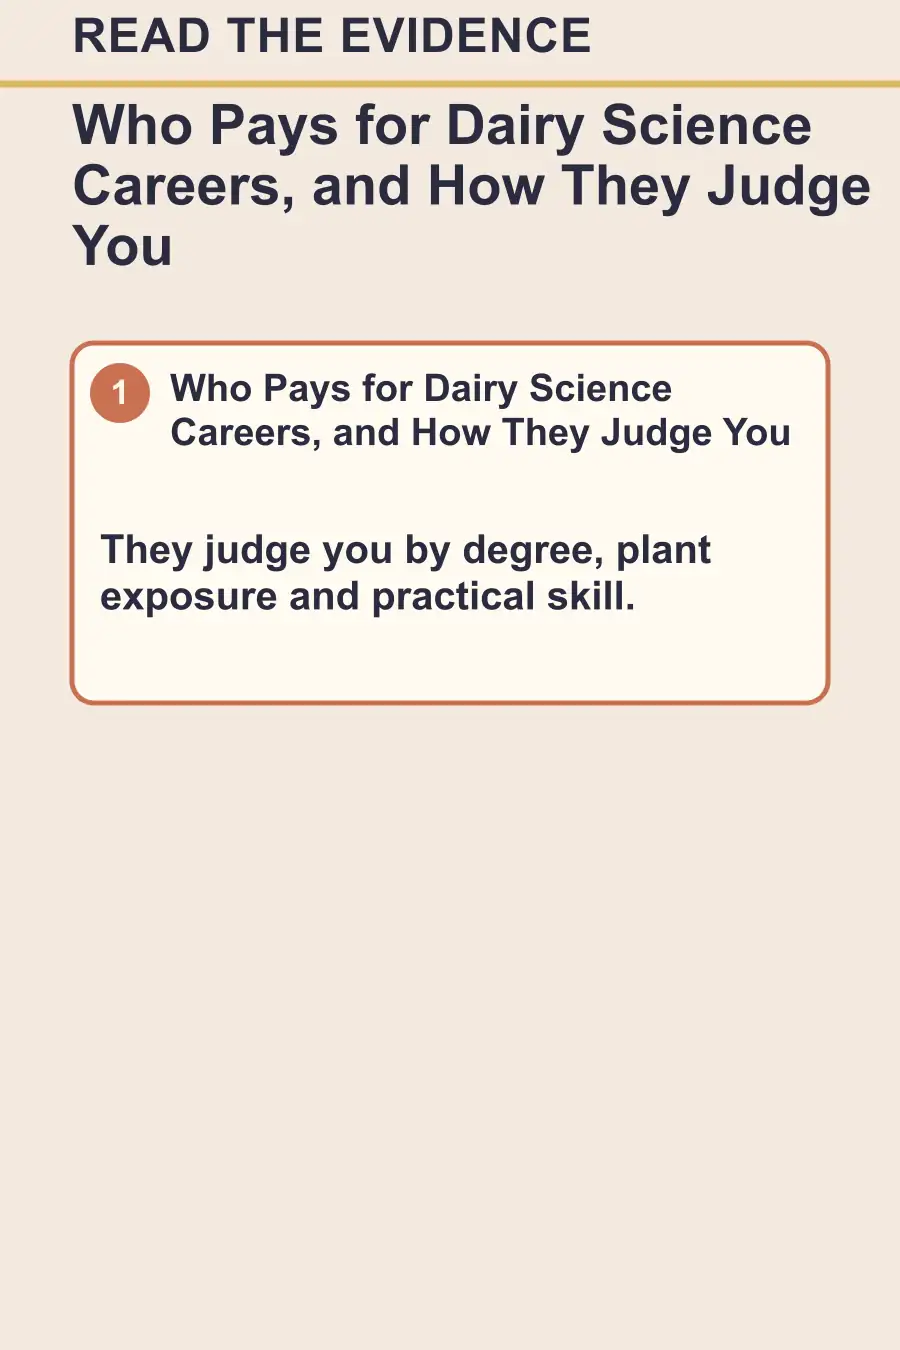 READ THE EVIDENCE
Who Pays for Dairy Science
Careers, and How They Judge
You
1
Who Pays for Dairy Science
Careers, and How They Judge You
They judge you by degree, plant
exposure and practical skill.